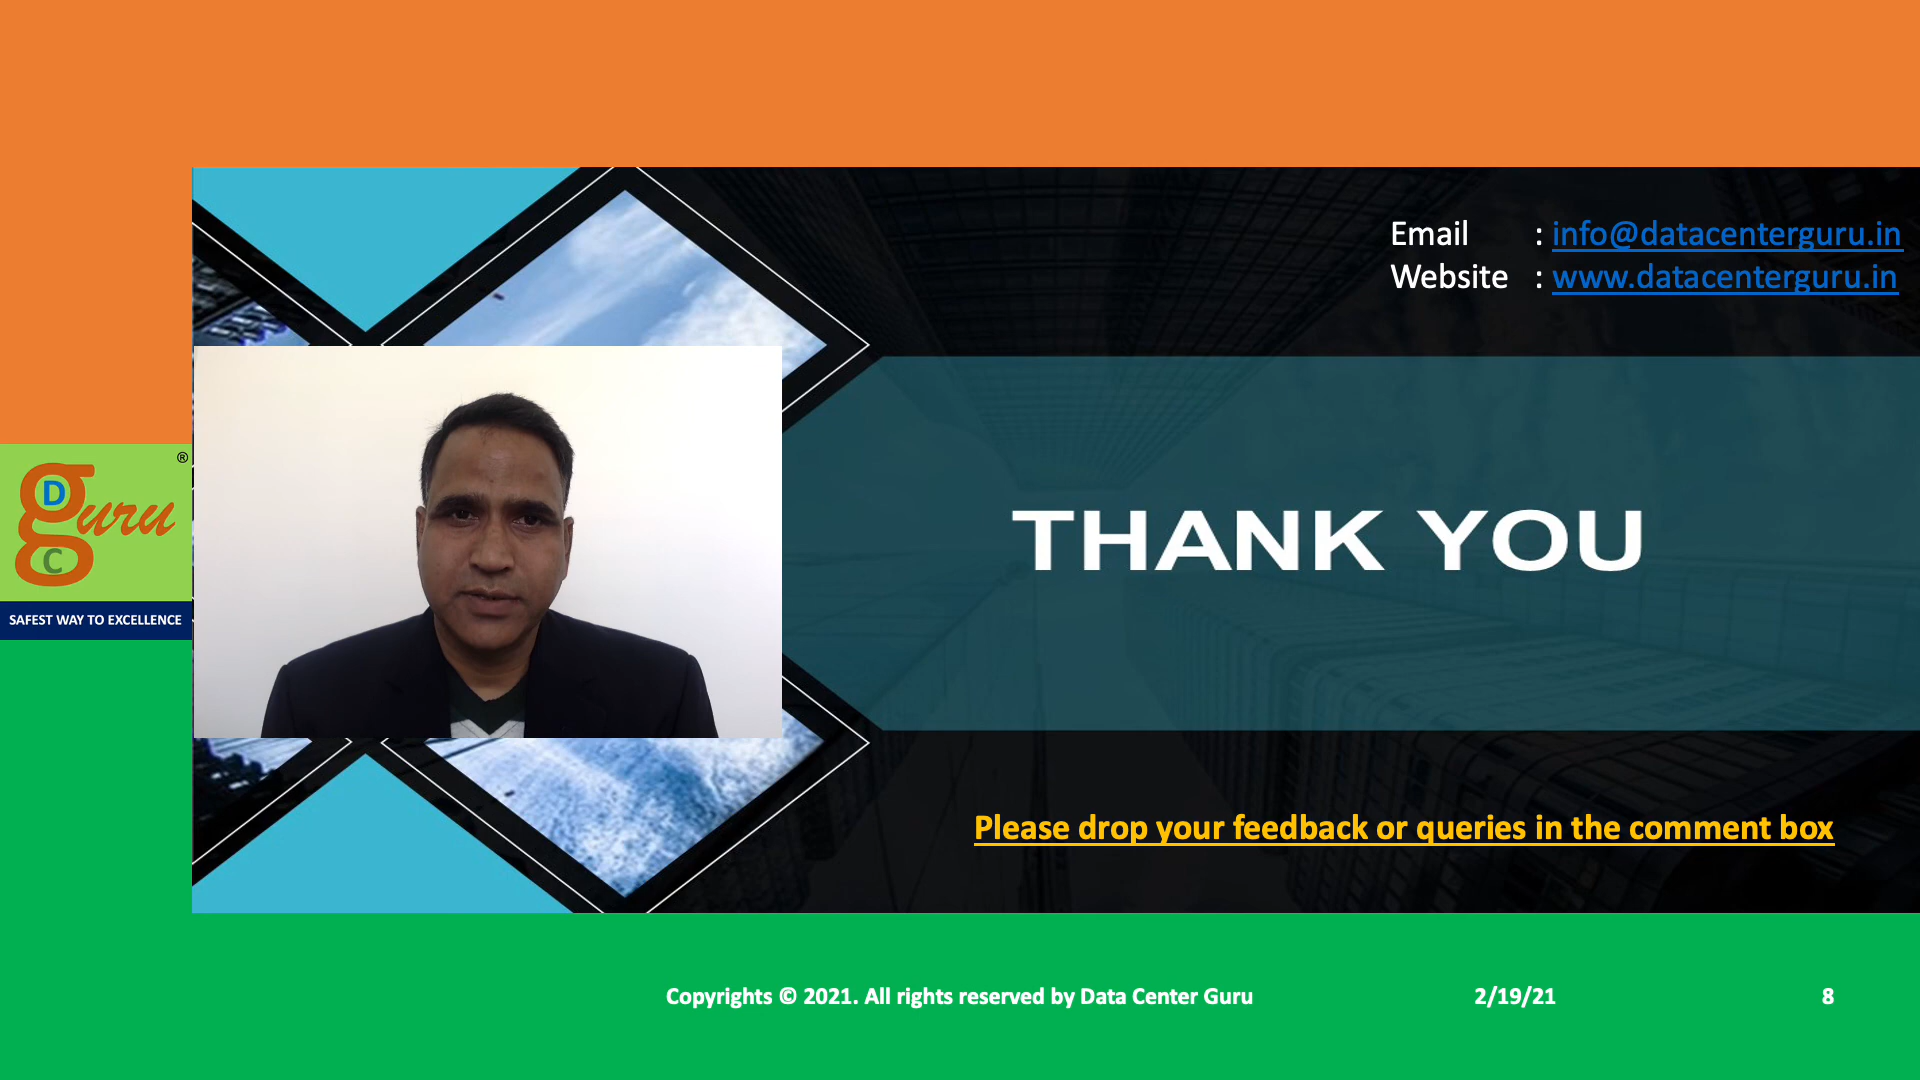 Email : info@datacenterguru.in
Website : www.datacenterguru.in
®
D
guru
C
SAFEST WAY TO EXCELLENCE
THANK YOU
Please drop your feedback or queries in the comment box
Copyrights © 2021. All rights reserved by Data Center Guru 2/19/21 8